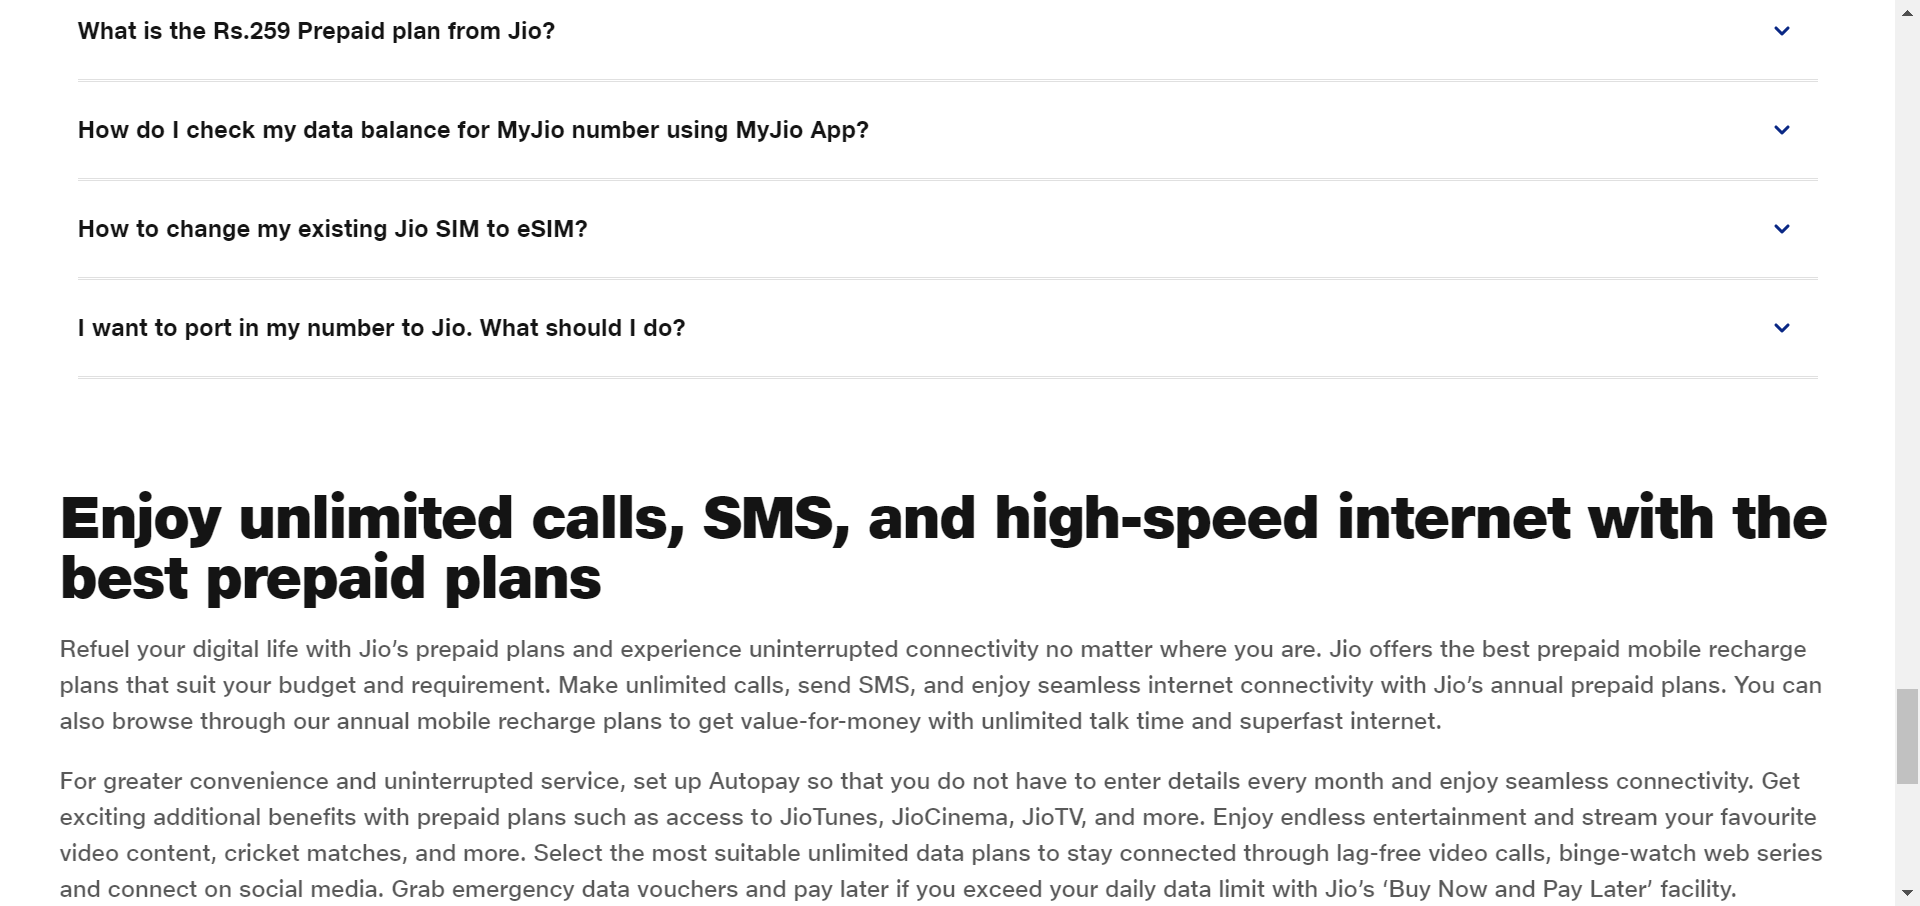 What is the Rs.259 Prepaid plan from Jio?
How do I check my data balance for MyJio number using MyJio App?
How to change my existing Jio SIM to eSIM?
I want to port in my number to Jio. What should I do?
Enjoy unlimited calls, SMS, and high-speed internet with the
best prepaid plans
Refuel your digital life with Jio’s prepaid plans and experience uninterrupted connectivity no matter where you are. Jio offers the best prepaid mobile recharge
plans that suit your budget and requirement. Make unlimited calls, send SMS, and enjoy seamless internet connectivity with Jio’s annual prepaid plans. You can
also browse through our annual mobile recharge plans to get value-for-money with unlimited talk time and superfast internet.
For greater convenience and uninterrupted service, set up Autopay so that you do not have to enter details every month and enjoy seamless connectivity. Get
exciting additional benefits with prepaid plans such as access to JioTunes, JioCinema, JioTV, and more. Enjoy endless entertainment and stream your favourite
video content, cricket matches, and more. Select the most suitable unlimited data plans to stay connected through lag-free video calls, binge-watch web series
and connect on social media. Grab emergency data vouchers and pay later if you exceed your daily data limit with Jio’s ‘Buy Now and Pay Later’ facility.